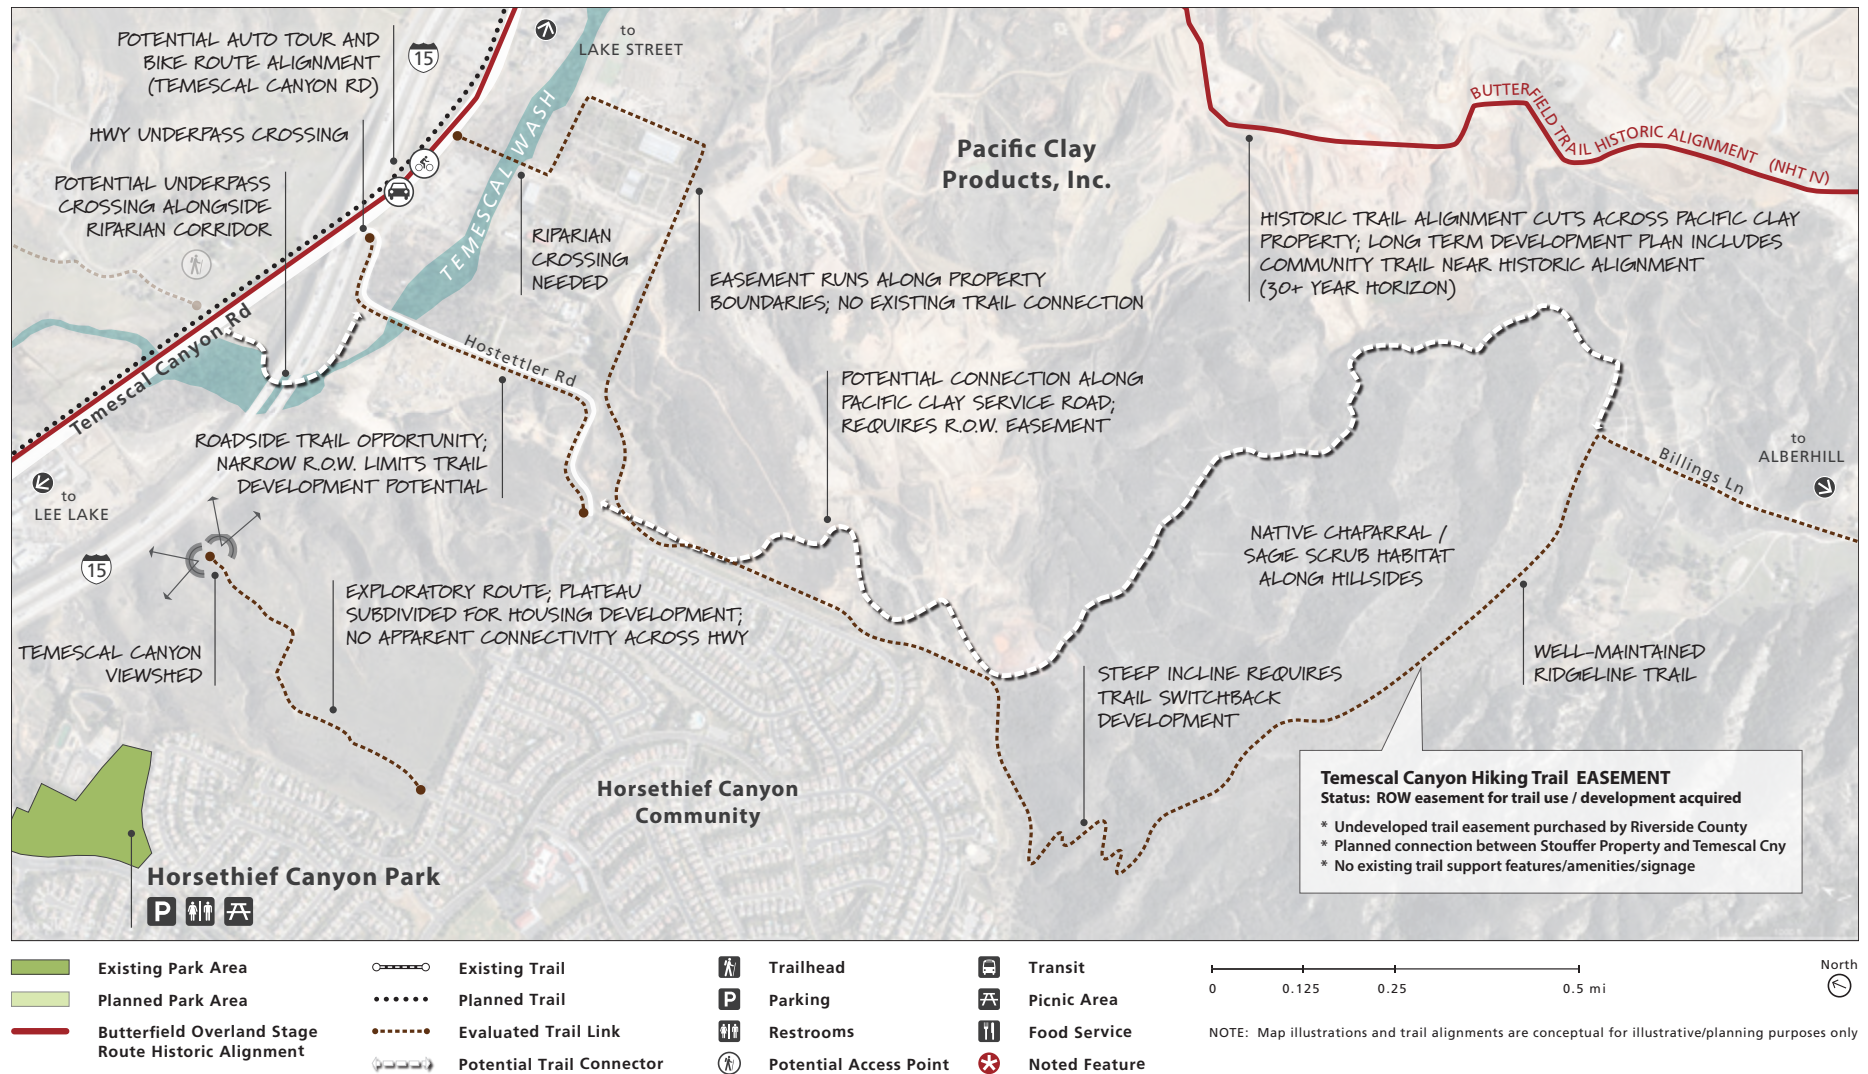 POTENTIAL AUTO TOUR AND
BIKE ROUTE ALIGNMENT
(TEMESCAL CANYON RD)
15
to
LAKE STREET
HWY UNDERPASS CROSSING
POTENTIAL UNDERPASS
CROSSING ALONGSIDE
RIPARIAN CORRIDOR
TEMESCAL WASH
RIPARIAN
CROSSING
NEEDED
EASEMENT RUNS ALONG PROPERTY
BOUNDARIES; NO EXISTING TRAIL CONNECTION
Pacific Clay
Products, Inc.
BUTTERFIELD TRAIL HISTORIC ALIGNMENT (NHT IV)
HISTORIC TRAIL ALIGNMENT CUTS ACROSS PACIFIC CLAY
PROPERTY; LONG TERM DEVELOPMENT PLAN INCLUDES
COMMUNITY TRAIL NEAR HISTORIC ALIGNMENT
(30+ YEAR HORIZON)
Temescal Canyon Rd
Hostettler Rd
POTENTIAL CONNECTION ALONG
PACIFIC CLAY SERVICE ROAD;
REQUIRES R.O.W. EASEMENT
ROADSIDE TRAIL OPPORTUNITY;
NARROW R.O.W. LIMITS TRAIL
DEVELOPMENT POTENTIAL
to
LEE LAKE
15
to
ALBERHILL
Billings Ln
NATIVE CHAPARRAL /
SAGE SCRUB HABITAT
ALONG HILLSIDES
EXPLORATORY ROUTE; PLATEAU
SUBDIVIDED FOR HOUSING DEVELOPMENT;
NO APPARENT CONNECTIVITY ACROSS HWY
TEMESCAL CANYON
VIEWSHED
STEEP INCLINE REQUIRES
TRAIL SWITCHBACK
DEVELOPMENT
WELL-MAINTAINED
RIDGELINE TRAIL
Horsethief Canyon
Community
Temescal Canyon Hiking Trail EASEMENT
Status: ROW easement for trail use / development acquired
* Undeveloped trail easement purchased by Riverside County
* Planned connection between Stouffer Property and Temescal Cny
* No existing trail support features/amenities/signage
Horsethief Canyon Park
P
Existing Park Area
Planned Park Area
Butterfield Overland Stage
Route Historic Alignment
Existing Trail
Planned Trail
Evaluated Trail Link
Potential Trail Connector
Trailhead
P Parking
Restrooms
Potential Access Point
Transit
Picnic Area
Food Service
Noted Feature
0 0.125 0.25 0.5 mi
North
NOTE: Map illustrations and trail alignments are conceptual for illustrative/planning purposes only